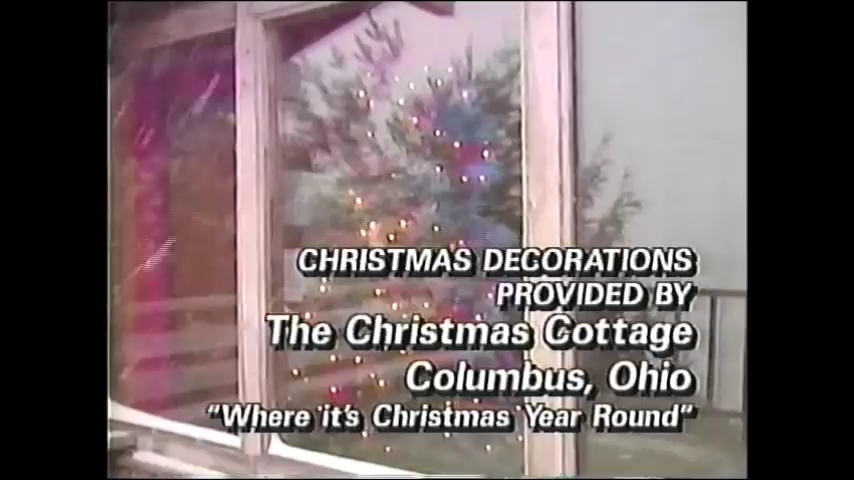 CHRISTMAS DECORATIONS
PROVIDED BY
The Christmas Cottage
Columbus, Ohio
"Where it's Christmas Year Round"